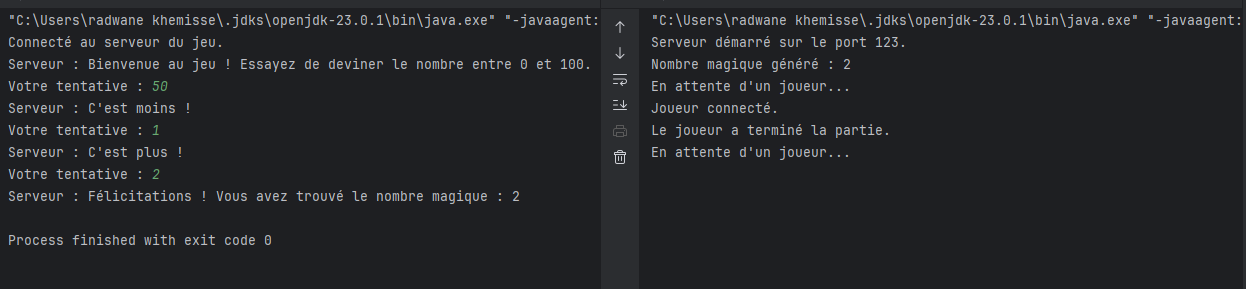 "C:\Users\radwane khemisse\.jdks\openjdk-23.0.1\bin\java.exe" "-javaagent:
Connecté au serveur du jeu.
Serveur : Bienvenue au jeu ! Essayez de deviner le nombre entre 0 et 100.
Votre tentative : 50
Serveur : C'est moins !
Votre tentative : 1
Serveur : C'est plus !
Votre tentative : 2
Serveur : Félicitations ! Vous avez trouvé le nombre magique : 2
Process finished with exit code 0
"C:\Users\radwane khemisse\.jdks\openjdk-23.0.1\bin\java.exe" "-javaagent:
Serveur démarré sur le port 123.
Nombre magique généré : 2
En attente d'un joueur...
Joueur connecté.
Le joueur a terminé la partie.
En attente d'un joueur...